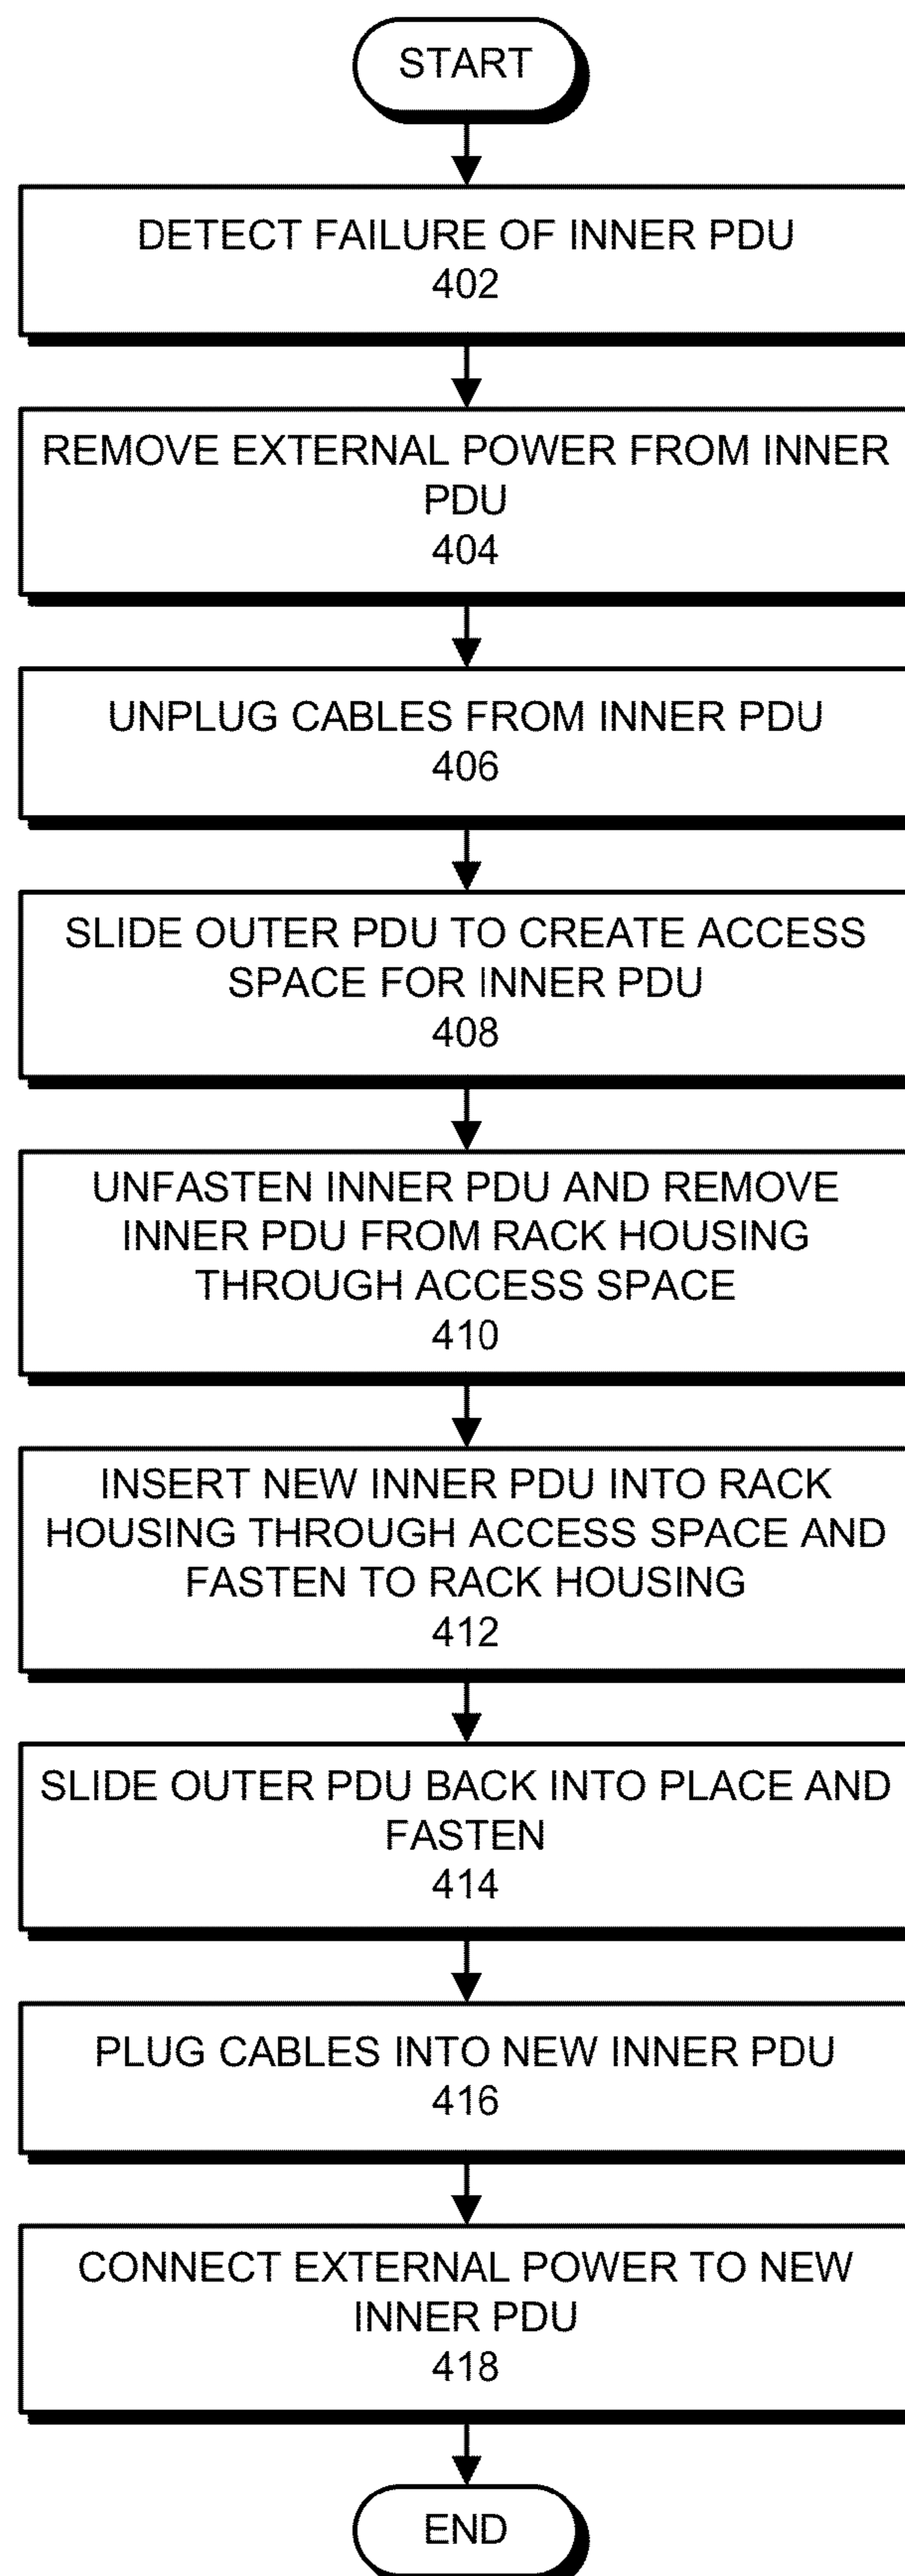 START
DETECT FAILURE OF INNER PDU
402
REMOVE EXTERNAL POWER FROM INNER
PDU
404
UNPLUG CABLES FROM INNER PDU
406
SLIDE OUTER PDU TO CREATE ACCESS
SPACE FOR INNER PDU
408
UNFASTEN INNER PDU AND REMOVE
INNER PDU FROM RACK HOUSING
THROUGH ACCESS SPACE
410
INSERT NEW INNER PDU INTO RACK
HOUSING THROUGH ACCESS SPACE AND
FASTEN TO RACK HOUSING
412
SLIDE OUTER PDU BACK INTO PLACE AND
FASTEN
414
PLUG CABLES INTO NEW INNER PDU
416
CONNECT EXTERNAL POWER TO NEW
INNER PDU
418
END